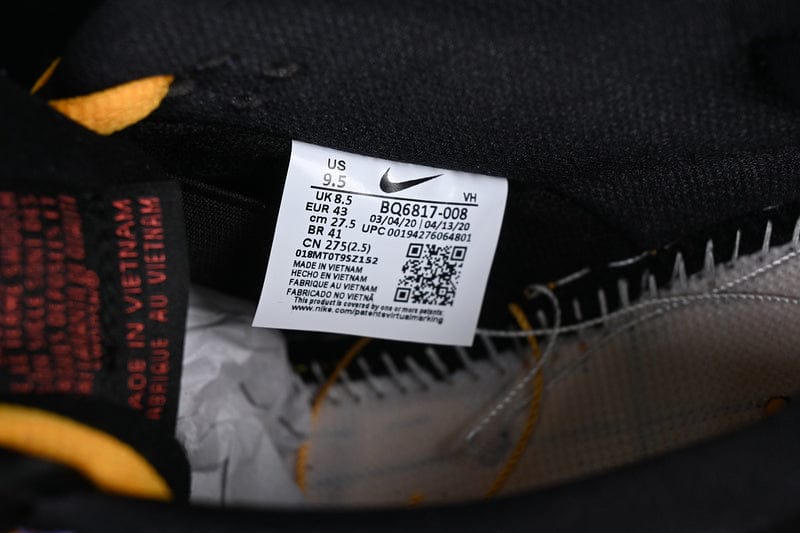 US
9.5
VH
UK 8.5
BQ6817-008
EUR 43
03/04/20 04/13/20
cm 27.5
UPC 00194276064801
BR 41
CN 275(2.5)
018MT0T9SZ1S2
MADE IN VIETNAM
HECHO EN VIETNAM
FABRIQUE AU VIETNAM
FABRICADO NO VIETNÃ
This product is covered by one or more patents:
www.nike.com/patentsvirtualmarking
ADE IN VIETNAM
ABRIQUE AU VIETNAM